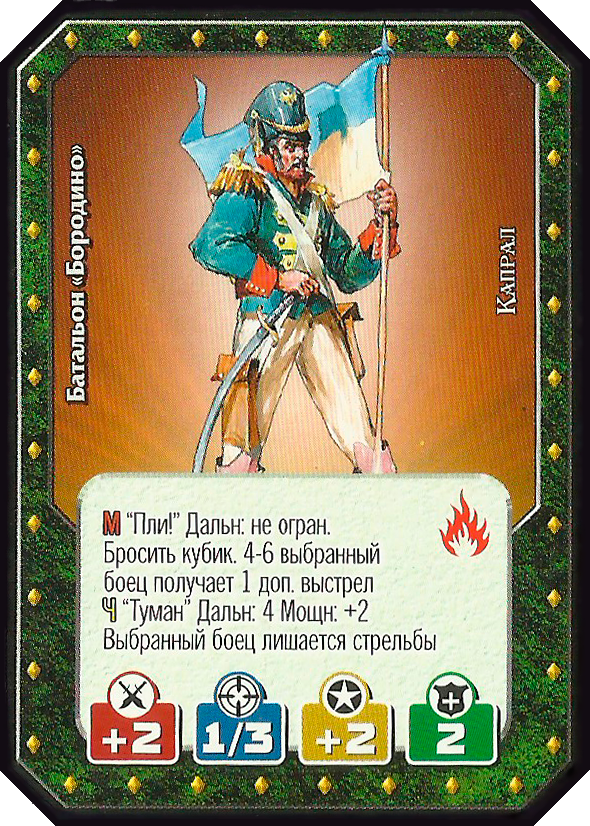 Батальон «Бородино»
Капрал
М "Пли!" Дальн: не огран.
Бросить кубик. 4-6 выбранный
боец получает 1 доп. выстрел
Ч "Туман" Дальн: 4 Мощн: +2
Выбранный боец лишается стрельбы
+2 1/3 +2 2